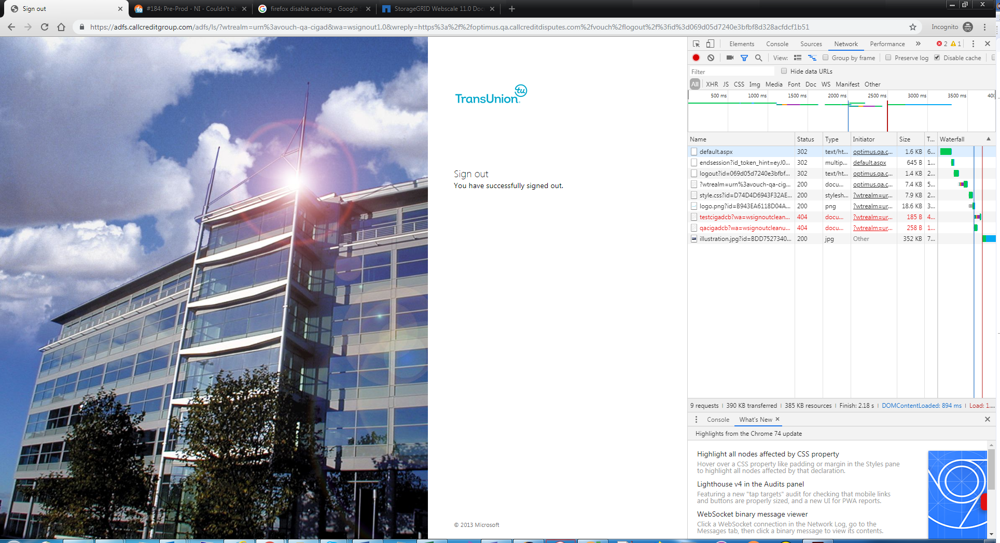 Sign out
#184: Pre-Prod - NI - Couldn't ab
firefox disable caching - Google S
StorageGRID Webscale 11.0 Docu
https://adfs.callcreditgroup.com/adfs/ls/?wtrealm=urn%3avouch-qa-cigad&wa=wsignout1.0&wreply=https%3a%2f%2foptimus.qa.callcreditdisputes.com%2fvouch%2flogout%2f%3fid%3d069d05d7240e3bfbf8d328acfdcf1b51
Incognito
TransUnion
tu
Sign out
You have successfully signed out.
© 2013 Microsoft
Elements Console Sources Network Performance » 2 1
View: Group by frame Preserve log Disable cache
Filter Hide data URLs
All XHR JS CSS Img Media Font Doc WS Manifest Other
500 ms 1000 ms 1500 ms 2000 ms 2500 ms 3000 ms 3500 ms 400
Name Status Type Initiator Size T... Waterfall
default.aspx 302 text/ht... optimus.qa.c... 1.6 KB 6...
endsession?id_token_hint=eyJ0... 302 multip... default.aspx 645 B 1...
logout?id=069d05d7240e3bfbf... 302 text/ht... optimus.qa.c... 1.4 KB 2...
?wtrealm=urn%3avouch-qa-cig... 200 docu... optimus.qa.c... 7.4 KB 5...
style.css?id=D74D4D6943F32AE... 200 stylesh... ?wtrealm=ur... 7.9 KB 2...
logo.png?id=B943EA6118D04A... 200 png ?wtrealm=ur... 18.6 KB 3...
testcigadcb?wa=wsignoutclean... 404 docu... ?wtrealm=ur... 185 B 4...
qacigadcb?wa=wsignoutcleanu... 404 docu... ?wtrealm=ur... 258 B 1...
illustration.jpg?id=BDD7527340... 200 jpg Other 352 KB 7...
9 requests | 390 KB transferred | 385 KB resources | Finish: 2.18 s | DOMContentLoaded: 894 ms | Load: 1....
Console What's New
Highlights from the Chrome 74 update
Highlight all nodes affected by CSS property
Hover over a CSS property like padding or margin in the Styles pane
to highlight all nodes affected by that declaration.
Lighthouse v4 in the Audits panel
Featuring a new "tap targets" audit for checking that mobile links
and buttons are properly sized, and a new UI for PWA reports.
WebSocket binary message viewer
Click a WebSocket connection in the Network Log, go to the
Messages tab, then click a binary message to view its contents.